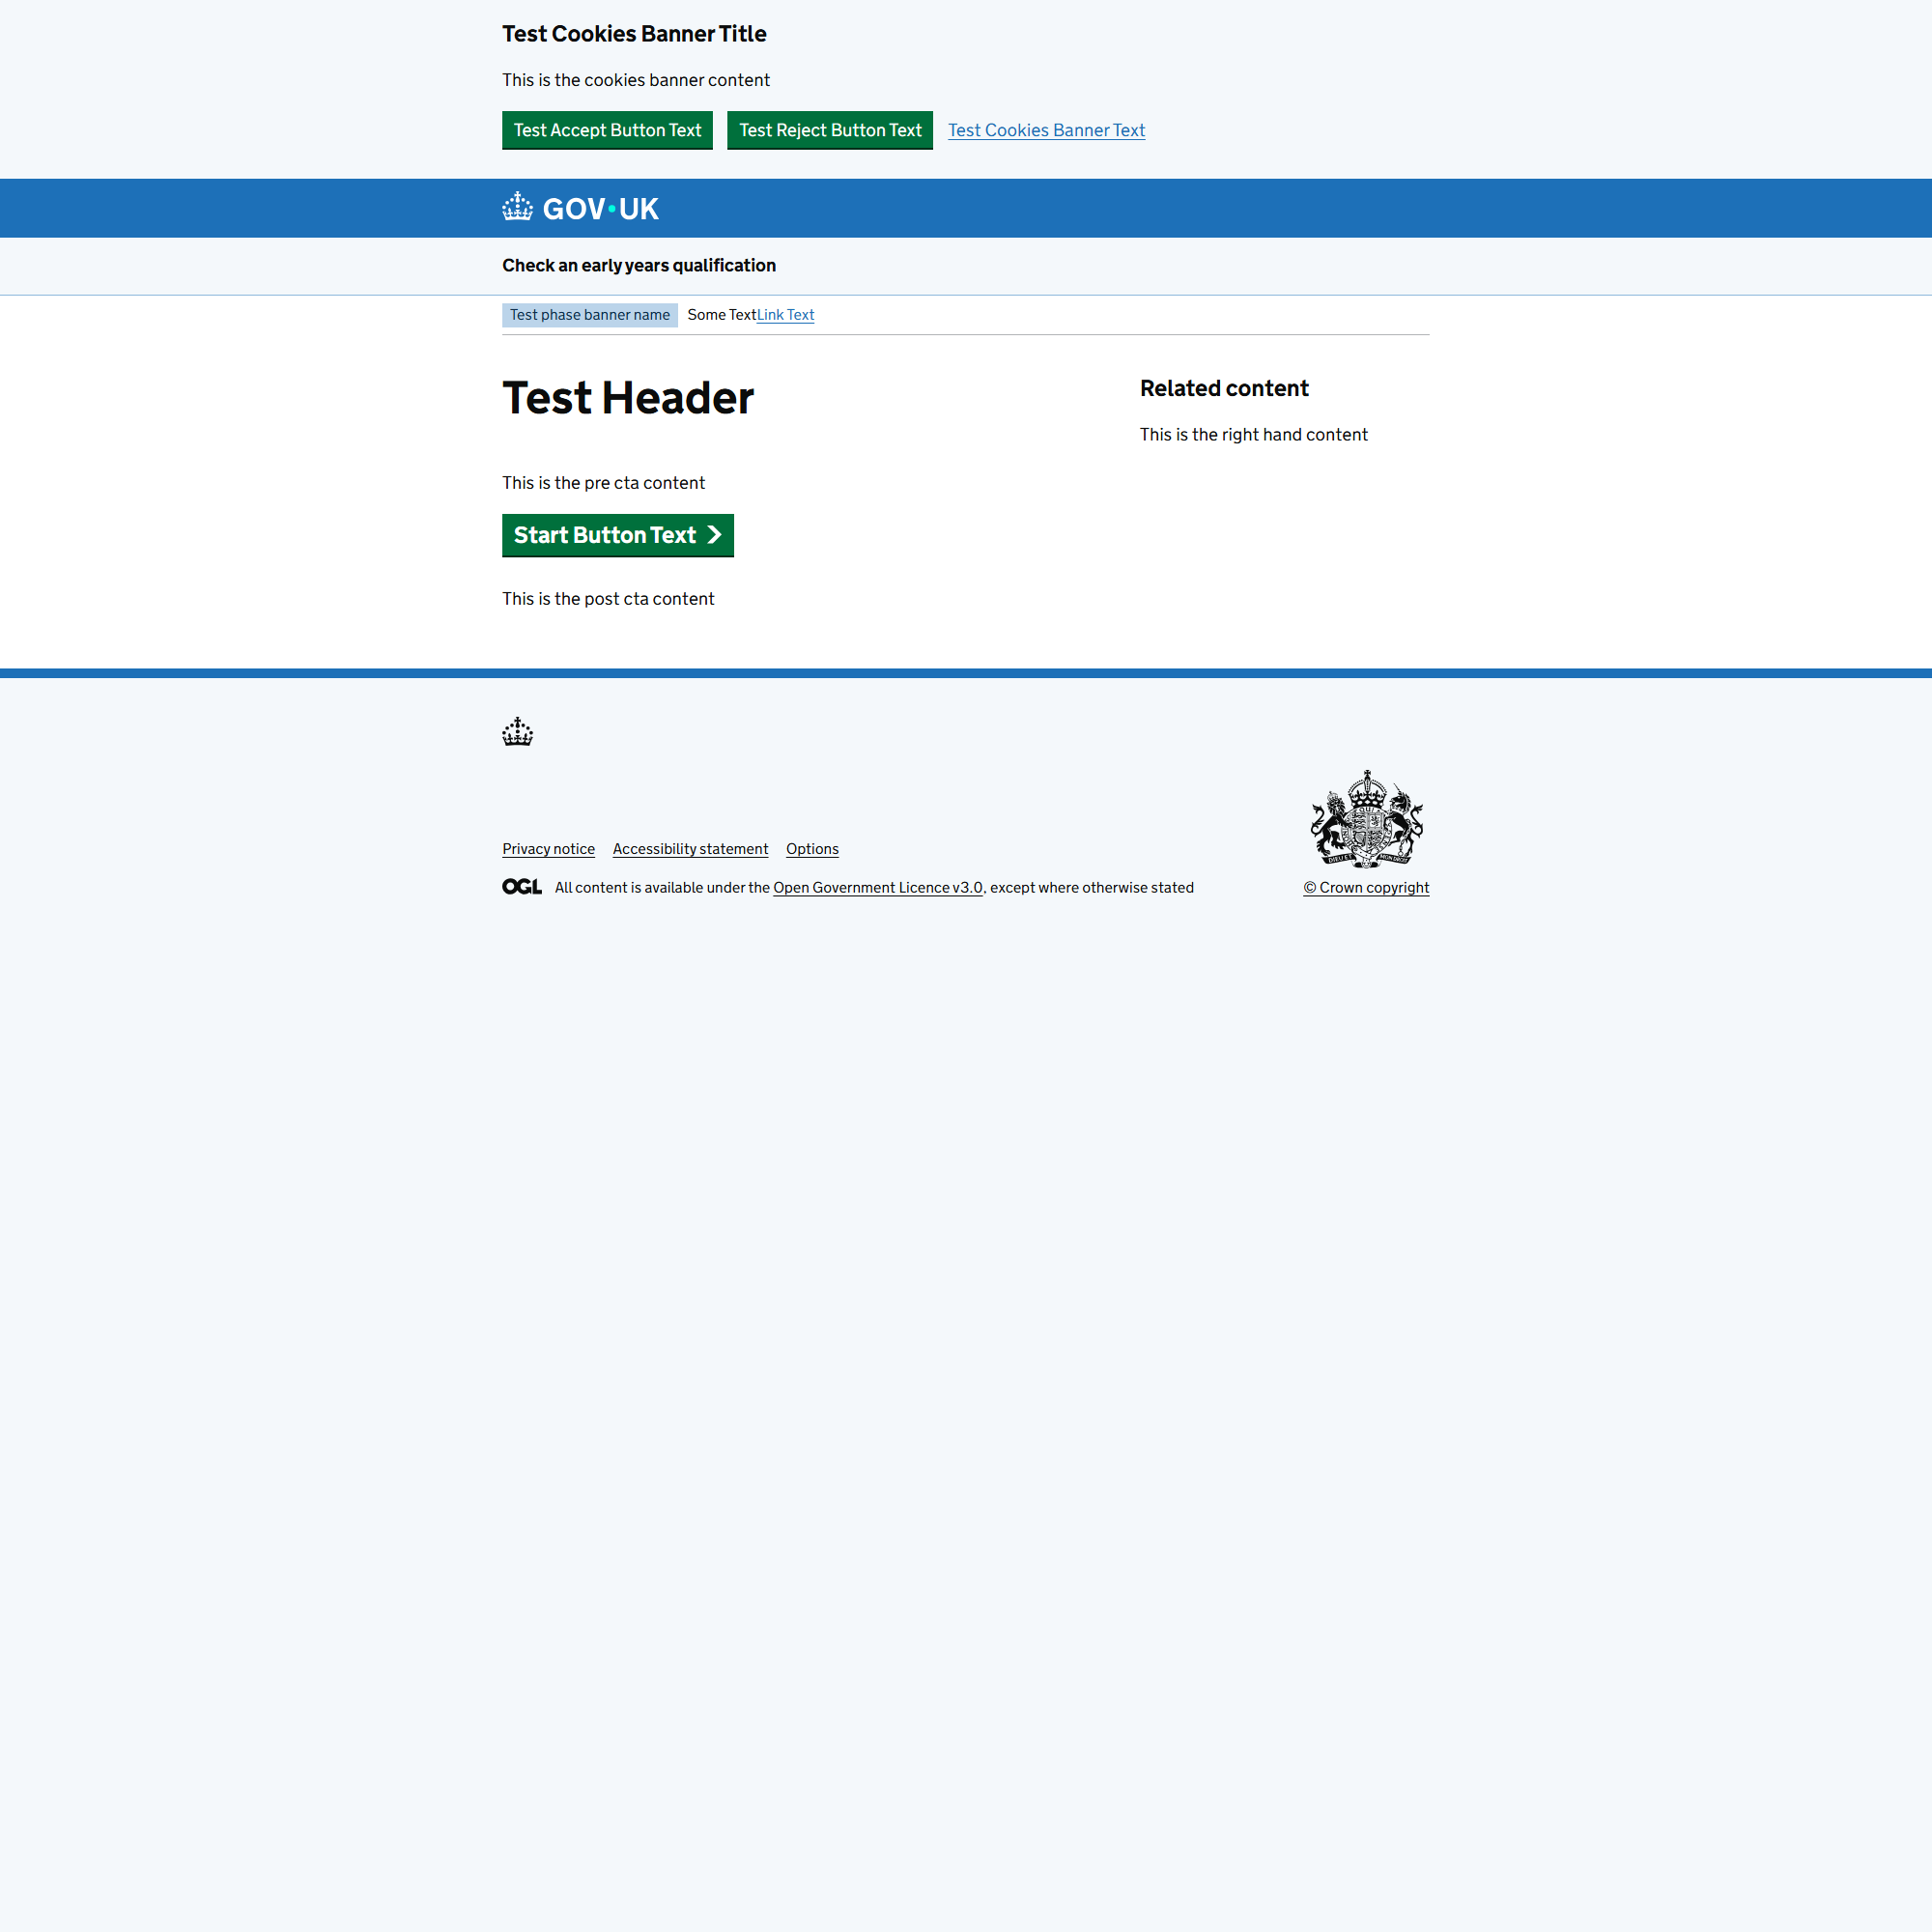 Test Cookies Banner Title
This is the cookies banner content
Test Accept Button Text
Test Reject Button Text
Test Cookies Banner Text
GOV·UK
Check an early years qualification
Test phase banner name
Some TextLink Text
Test Header
This is the pre cta content
Start Button Text
This is the post cta content
Related content
This is the right hand content
Privacy notice
Accessibility statement
Options
OGL
All content is available under the Open Government Licence v3.0, except where otherwise stated
DIEU ET MON DROIT
© Crown copyright